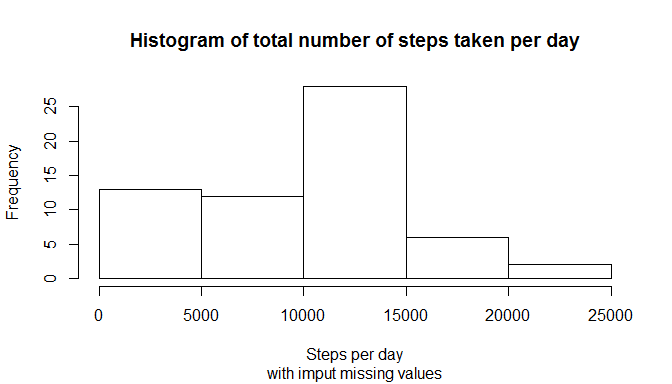 Histogram of total number of steps taken per day
Frequency
25
20
15
10
5
0
0 5000 10000 15000 20000 25000
Steps per day
with imput missing values